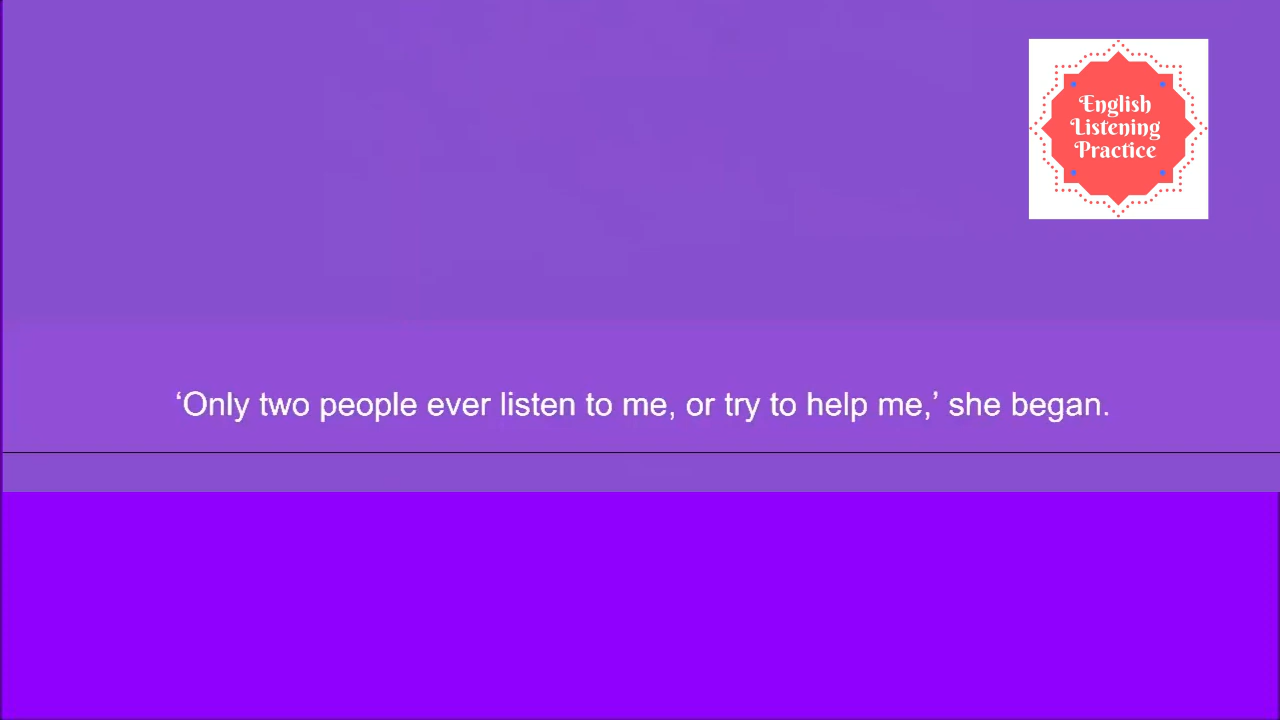 English
Listening
Practice
‘Only two people ever listen to me, or try to help me,’ she began.